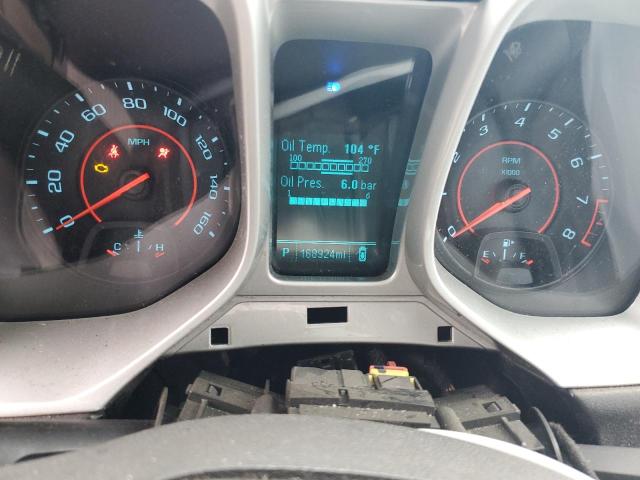 0 20 40 60 80 100 120 140 160
MPH
C H
Oil Temp. 104 °F
100 270
Oil Pres. 6.0 bar
6
P 168924mi
0 1 2 3 4 5 6 7 8
RPM
X1000
E F